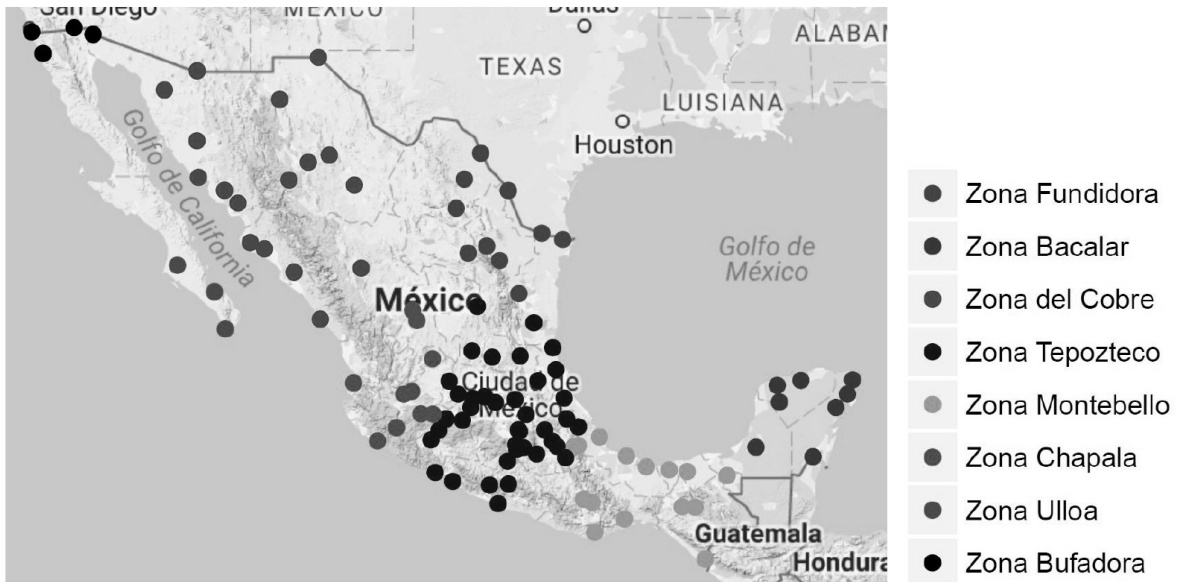 San Diego
MÉXICO
Dallas
ALABA
TEXAS
LUISIANA
Houston
Golfo de California
Golfo de
México
México
Ciudad de
México
Guatemala
Hondura
Zona Fundidora
Zona Bacalar
Zona del Cobre
Zona Tepozteco
Zona Montebello
Zona Chapala
Zona Ulloa
Zona Bufadora